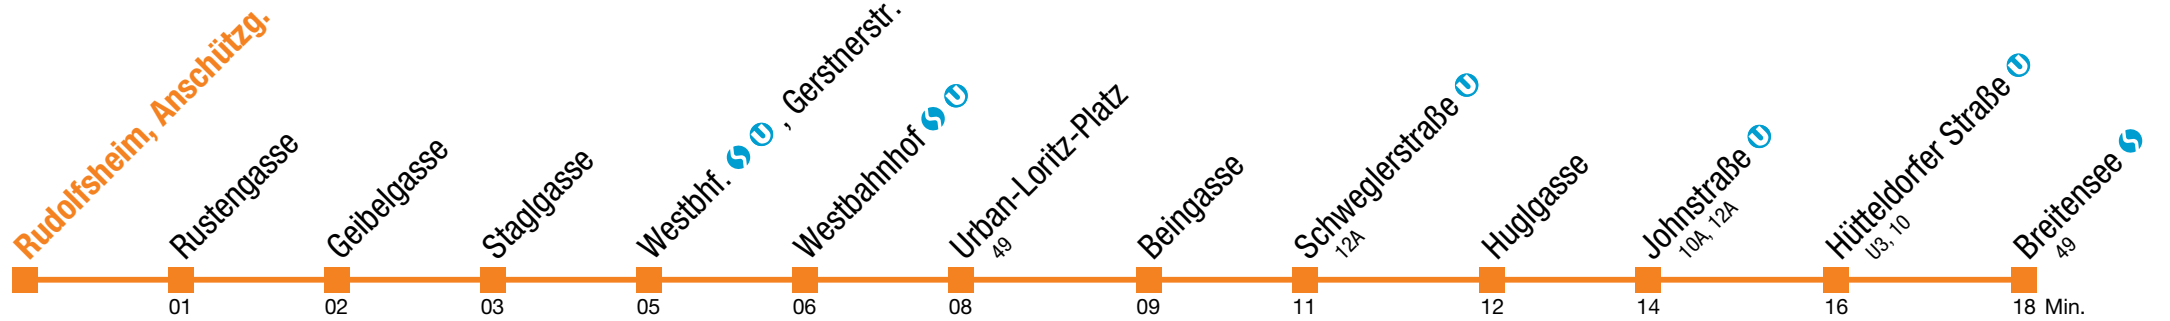 Rudolfsheim, Anschützg.
Rustengasse
Geibelgasse
Staglgasse
Westbhf. , Gerstnerstr.
Westbahnhof
Urban-Loritz-Platz
49
Beingasse
Schweglerstraße
12A
Huglgasse
Johnstraße
10A, 12A
Hütteldorfer Straße
U3, 10
Breitensee
49
01 02 03 05 06 08 09 11 12 14 16 18 Min.